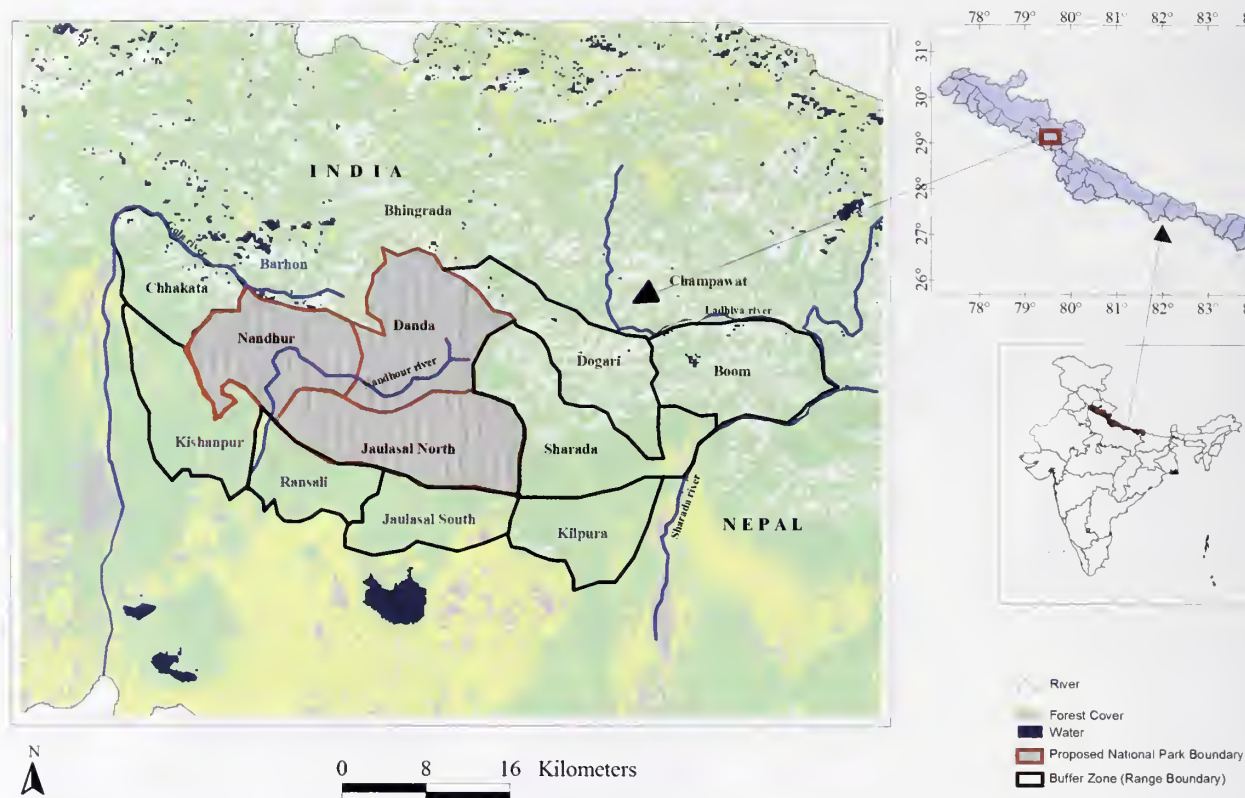 INDIA
Bhingrada
Gola river
Barhon
Chhakata
Champawat
Ladhiya river
Nandhur
Danda
Nandhour river
Dogari
Boom
Kishanpur
Jaulasal North
Sharada
Ransali
Jaulasal South
Kilpura
Sharada river
NEPAL
N
0 8 16 Kilometers
78° 79° 80° 81° 82° 83°
31°
30°
29°
28°
27°
26°
78° 79° 80° 81° 82° 83°
River
Forest Cover
Water
Proposed National Park Boundary
Buffer Zone (Range Boundary)